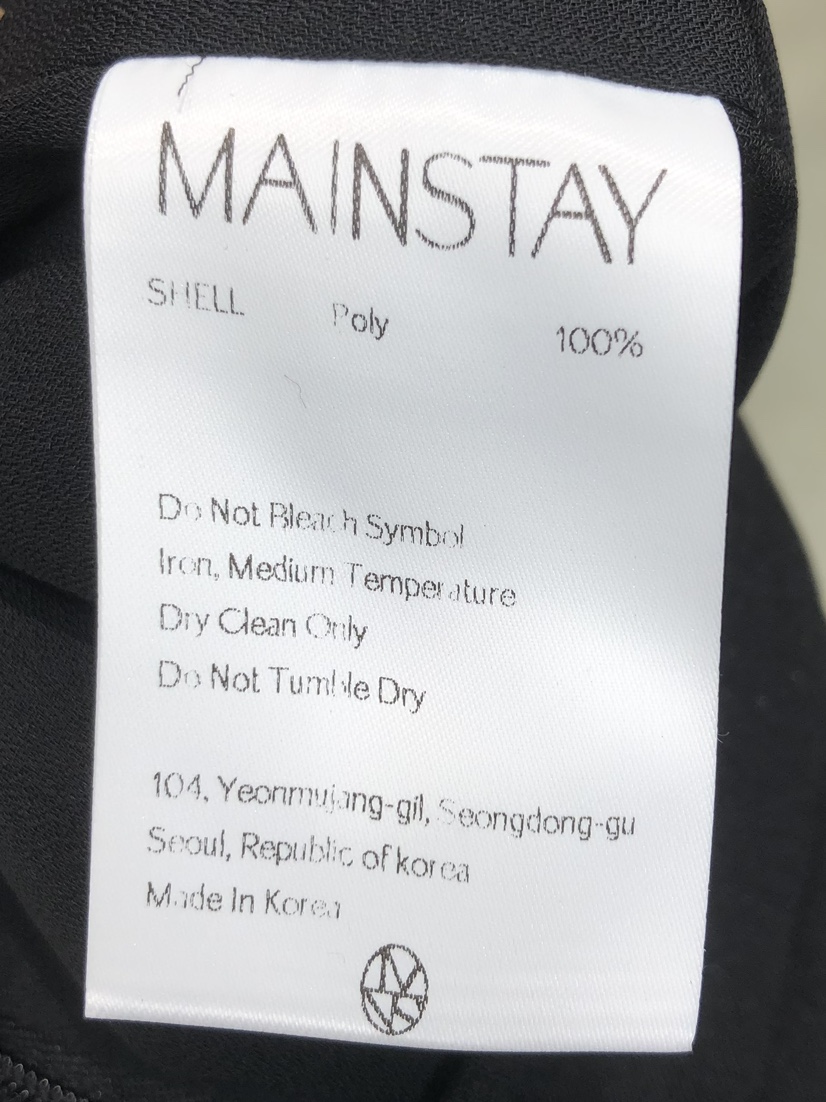 MAINSTAY
SHELL Poly 100%
Do Not Bleach Symbol
Iron, Medium Temperature
Dry Clean Only
Do Not Tumble Dry
104, Yeonmujang-gil, Seongdong-gu
Seoul, Republic of korea
Made In Korea